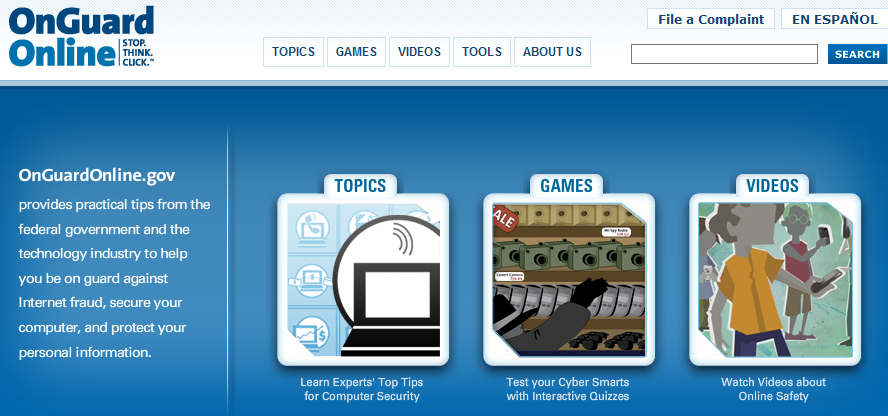 OnGuard
Online
STOP.
THINK.
CLICK.™
File a Complaint
EN ESPAÑOL
TOPICS
GAMES
VIDEOS
TOOLS
ABOUT US
SEARCH
OnGuardOnline.gov
provides practical tips from the
federal government and the
technology industry to help
you be on guard against
Internet fraud, secure your
computer, and protect your
personal information.
TOPICS
Learn Experts' Top Tips
for Computer Security
GAMES
ALE
Hi-Spy Radio
Covert Camera
Test your Cyber Smarts
with Interactive Quizzes
VIDEOS
Watch Videos about
Online Safety